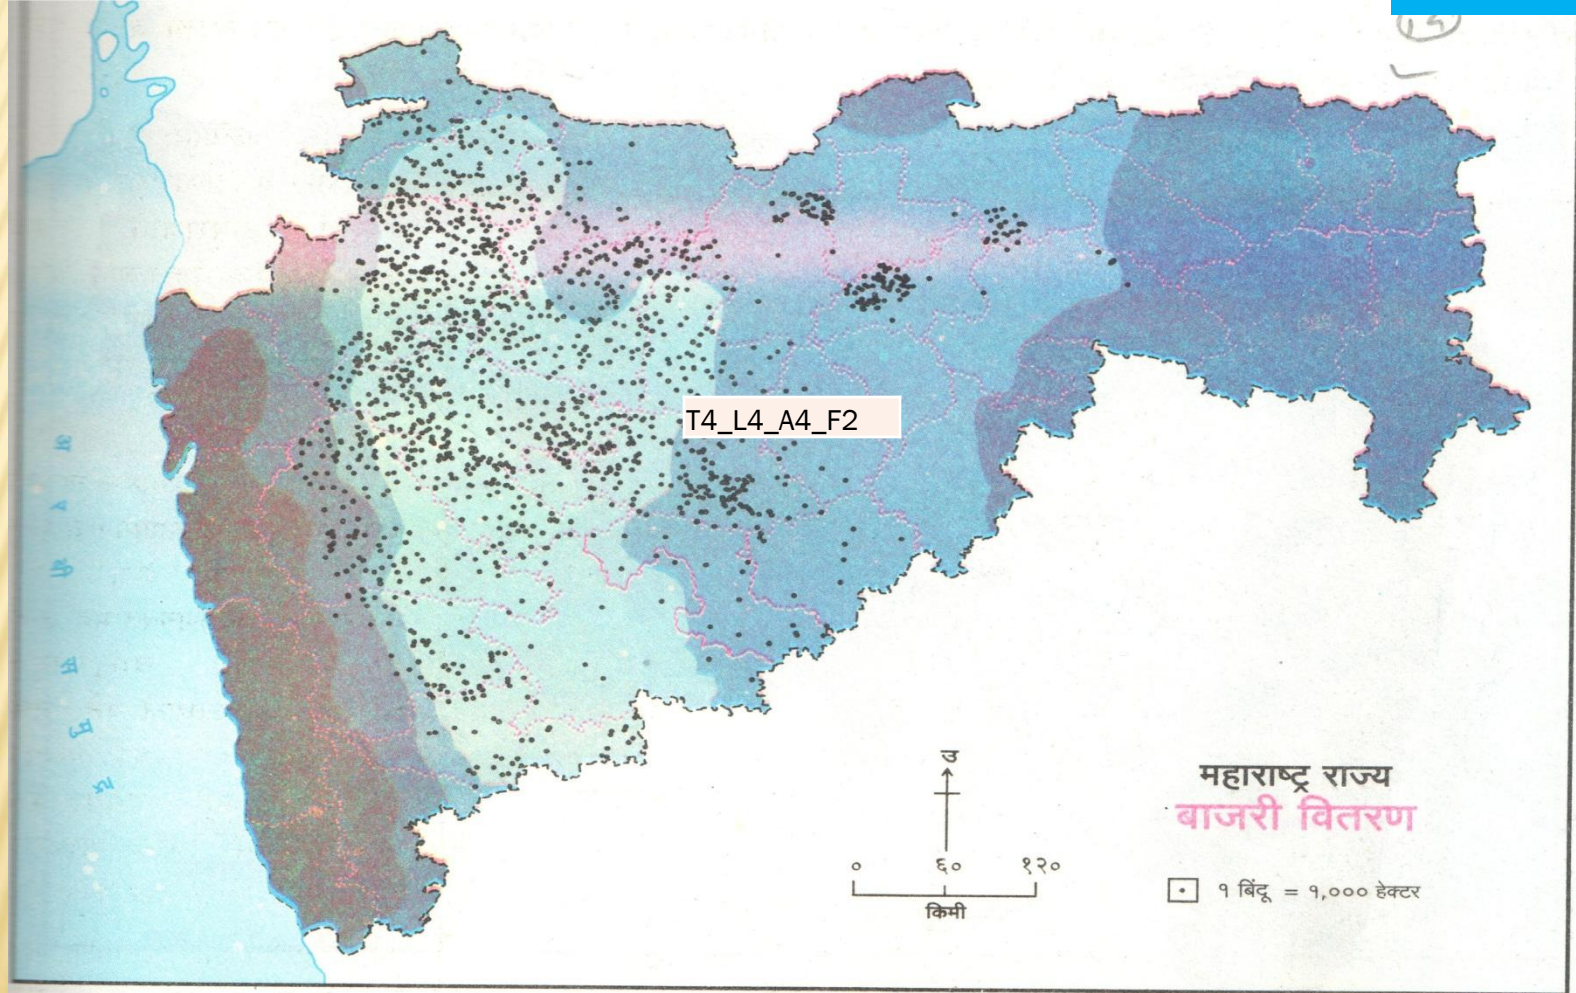 T4_L4_A4_F2
अ
र
बी
स
मु
द्र
उ
० ६० १२०
किमी
महाराष्ट्र राज्य
बाजरी वितरण
१ बिंदू = १,००० हेक्टर